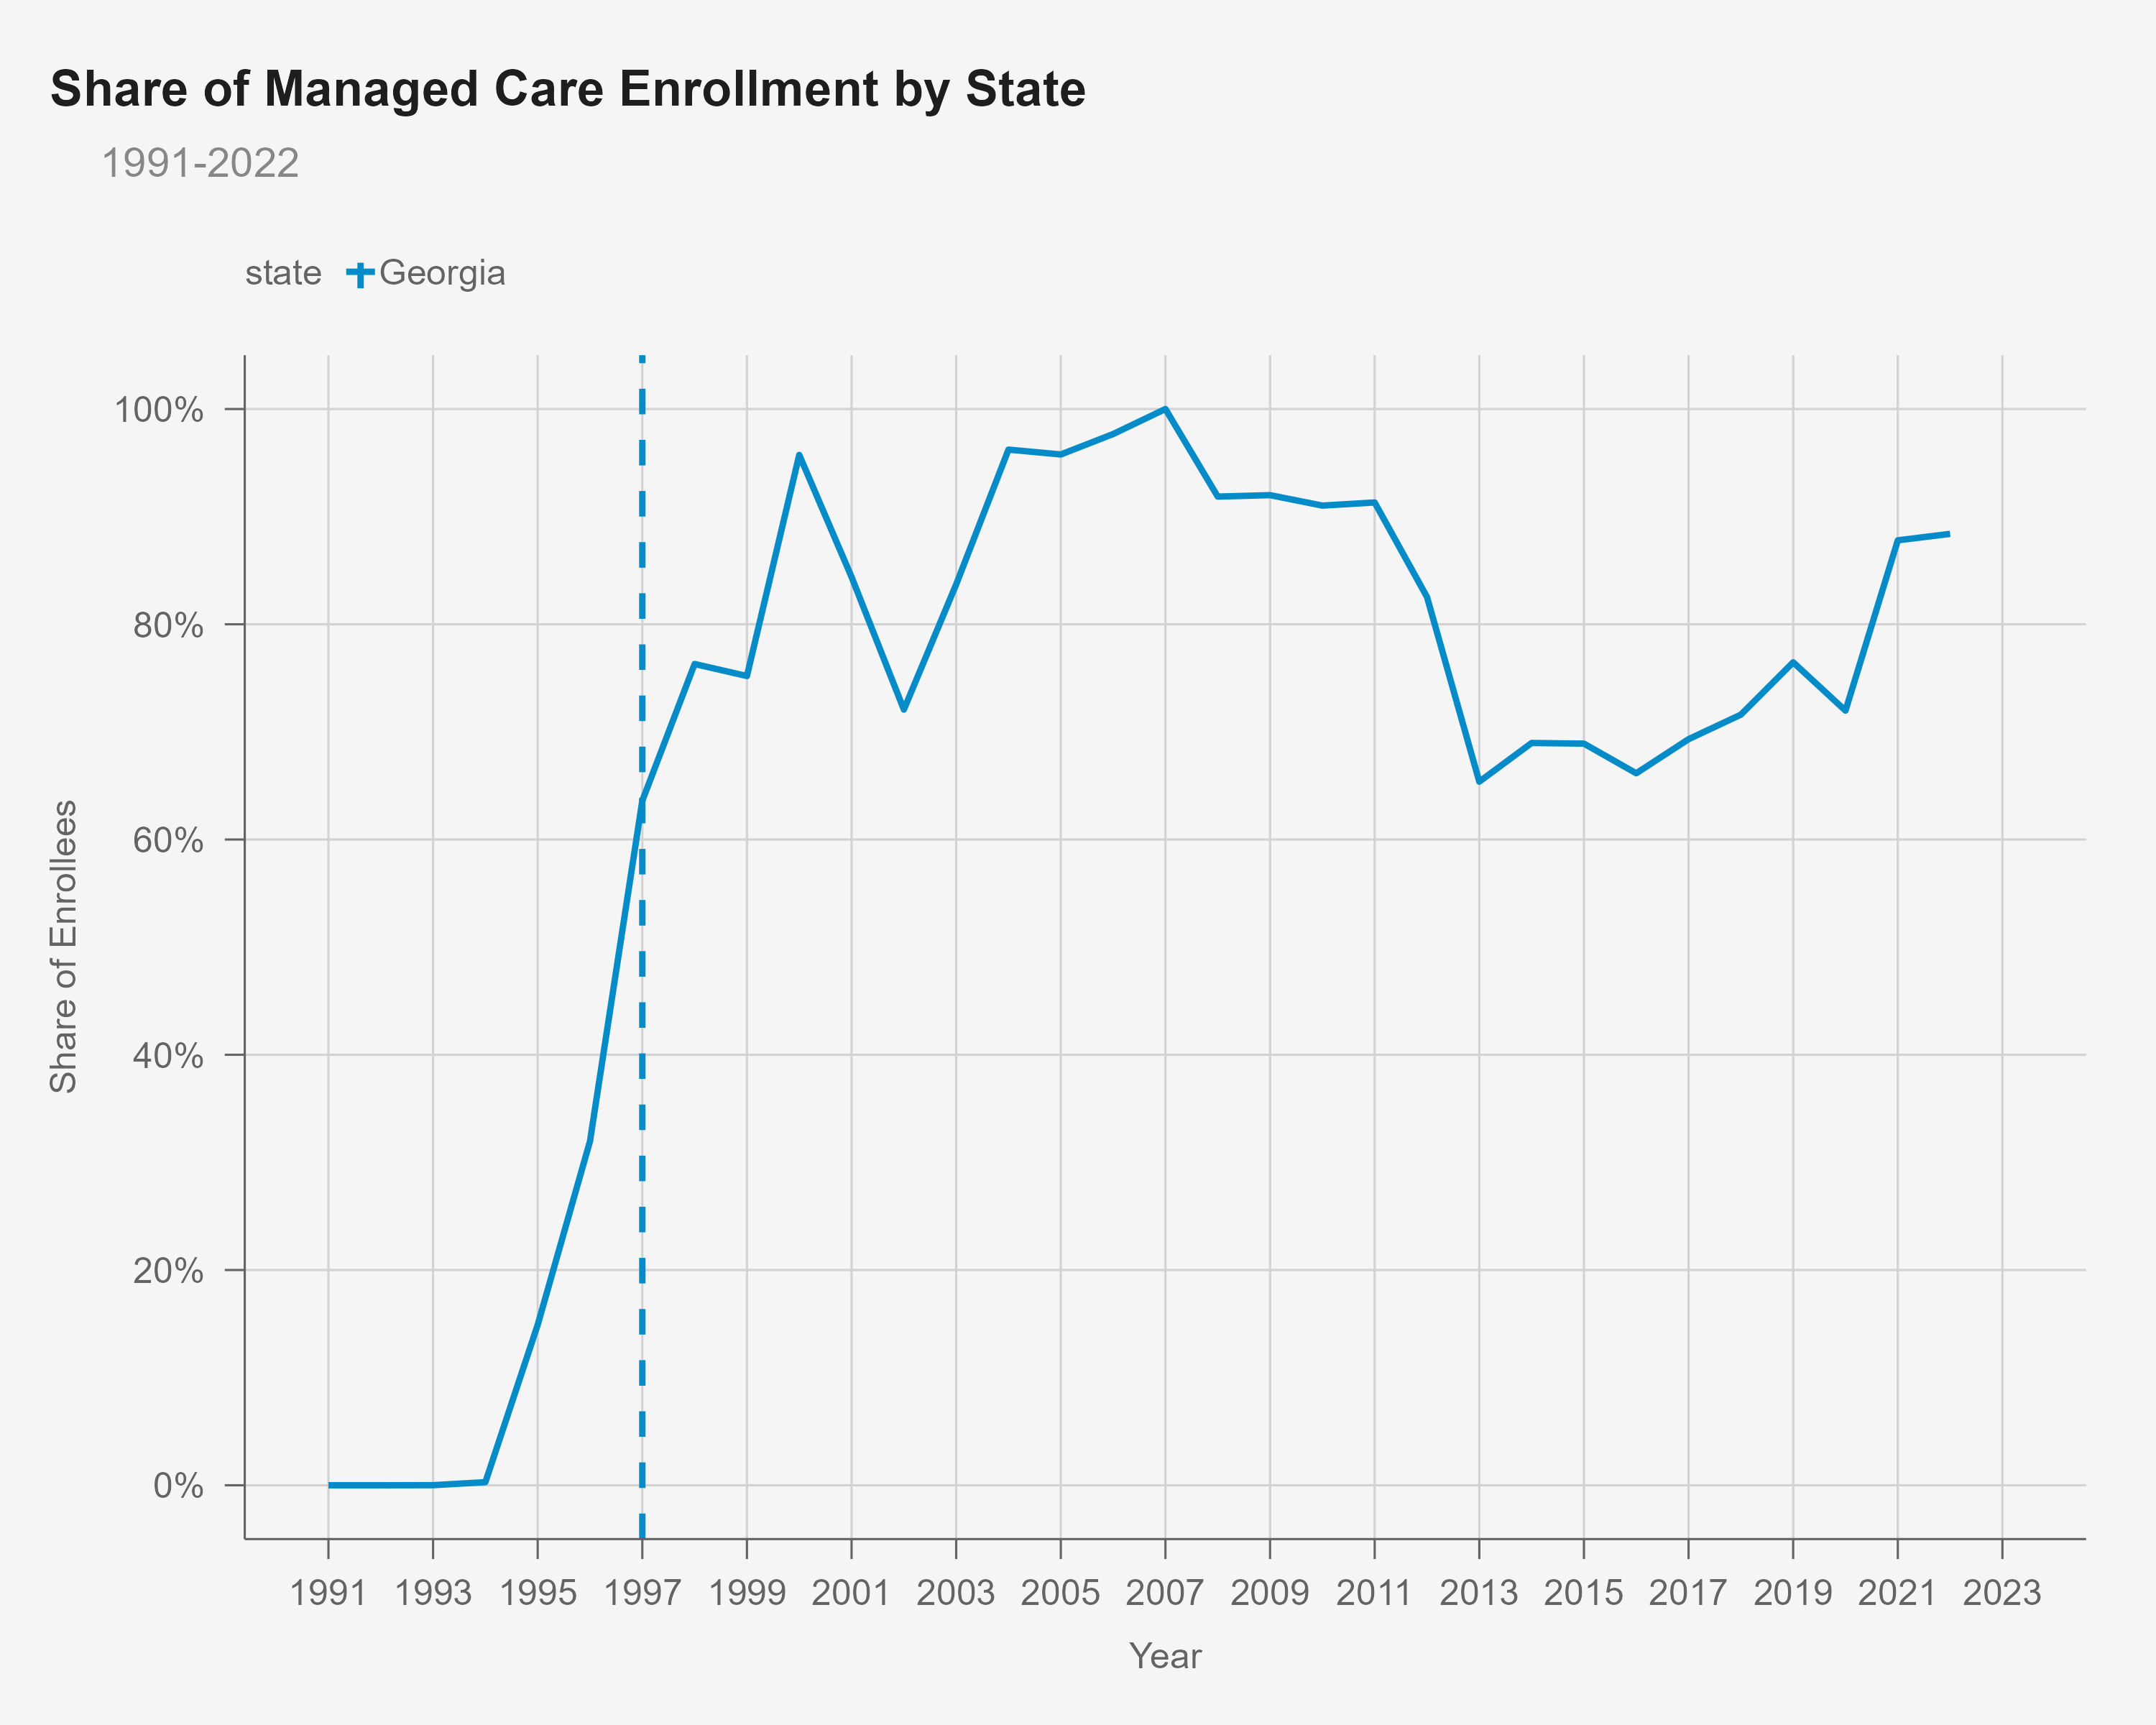 Share of Managed Care Enrollment by State
1991-2022
state Georgia
100%
80%
60%
40%
20%
0%
Share of Enrollees
1991 1993 1995 1997 1999 2001 2003 2005 2007 2009 2011 2013 2015 2017 2019 2021 2023
Year